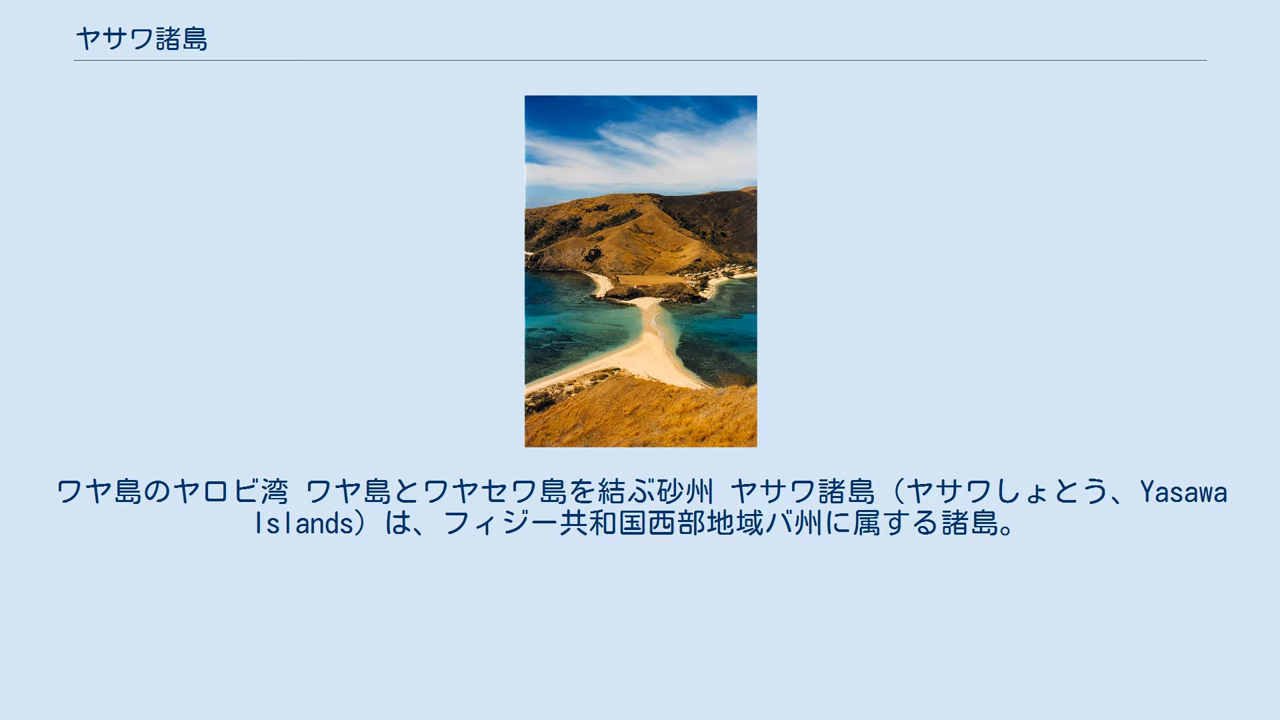 ヤサワ諸島
ワヤ島のヤロビ湾 ワヤ島とワヤセワ島を結ぶ砂州 ヤサワ諸島（ヤサワしょとう、Yasawa
Islands）は、フィジー共和国西部地域バ州に属する諸島。